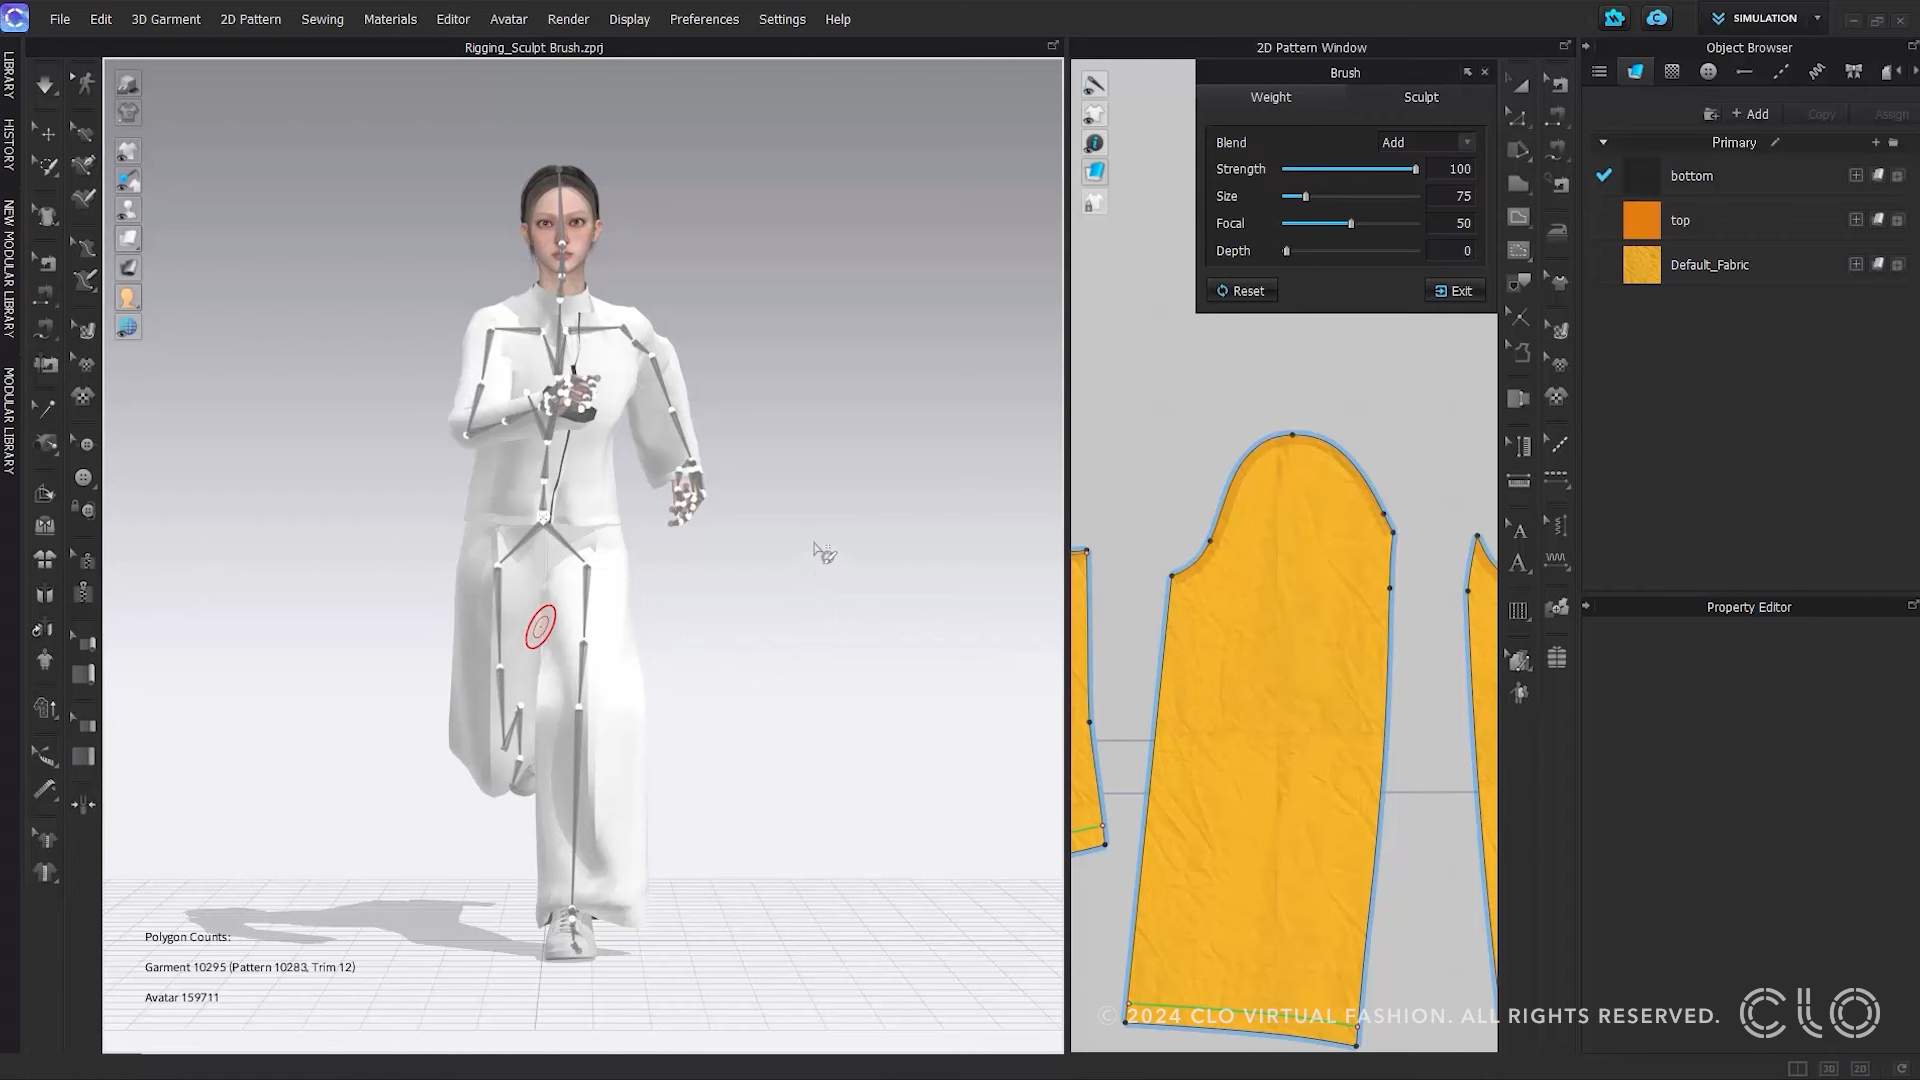 File Edit 3D Garment 2D Pattern Sewing Materials Editor Avatar Render Display Preferences Settings Help
SIMULATION
LIBRARY
HISTORY
NEW MODULAR LIBRARY
MODULAR LIBRARY
Rigging_Sculpt Brush.zprj
2D Pattern Window
Brush
Weight Sculpt
Blend Add
Strength 100
Size 75
Focal 50
Depth 0
Reset Exit
Object Browser
+ Add Copy Assign
Primary
bottom
top
Default_Fabric
Property Editor
Polygon Counts:
Garment 10295 (Pattern 10283, Trim 12)
Avatar 159711
© 2024 CLO VIRTUAL FASHION. ALL RIGHTS RESERVED.
CLO
3D 2D